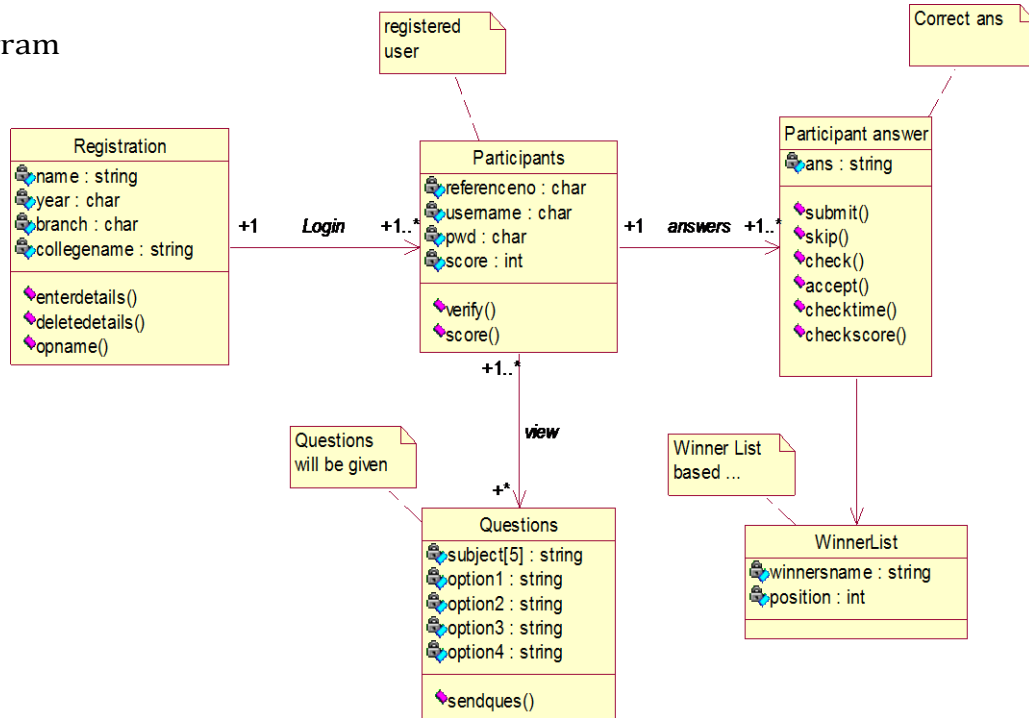 ram
registered
user
Correct ans
Registration
name : string
year : char
branch : char
collegename : string
enterdetails()
deletedetails()
opname()
+1 Login +1..*
Participants
referenceno : char
username : char
pwd : char
score : int
verify()
score()
+1 answers +1..*
Participant answer
ans : string
submit()
skip()
check()
accept()
checktime()
checkscore()
+1..*
view
+*
Questions
will be given
Questions
subject[5] : string
option1 : string
option2 : string
option3 : string
option4 : string
sendques()
Winner List
based ...
WinnerList
winnersname : string
position : int